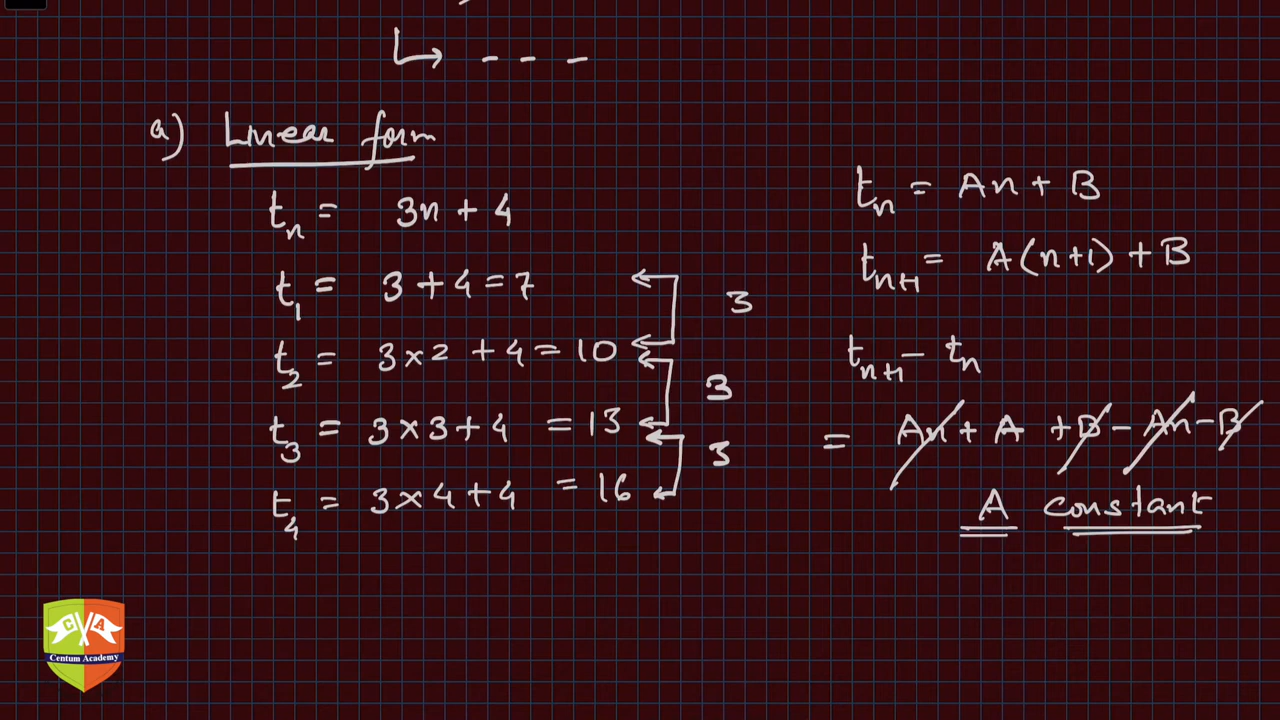 ↳ - - -
a) Linear form
tₙ = 3n + 4
t₁ = 3 + 4 = 7
t₂ = 3 × 2 + 4 = 10
t₃ = 3 × 3 + 4 = 13
t₄ = 3 × 4 + 4 = 16
3
3
3
tₙ = An + B
tₙ₊₁ = A(n+1) + B
tₙ₊₁ - tₙ
= An + A + B - An - B
A constant
C A
Centum Academy